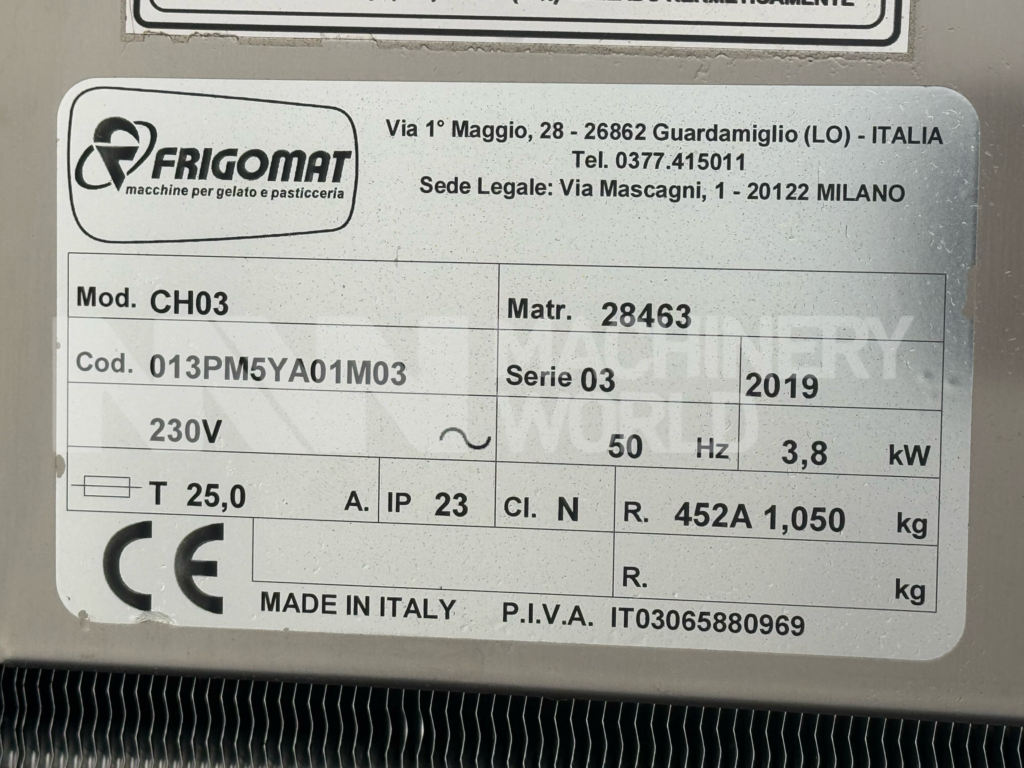 ERMETICAMENTE
FRIGOMAT
macchine per gelato e pasticceria
Via 1° Maggio, 28 - 26862 Guardamiglio (LO) - ITALIA
Tel. 0377.415011
Sede Legale: Via Mascagni, 1 - 20122 MILANO
Mod. CH03 Matr. 28463
Cod. 013PM5YA01M03 Serie 03 2019
230V ~ 50 Hz 3,8 kW
T 25,0 A. IP 23 Cl. N R. 452A 1,050 kg
R. kg
CE
MADE IN ITALY P.I.V.A. IT03065880969
MACHINERY
WORLD